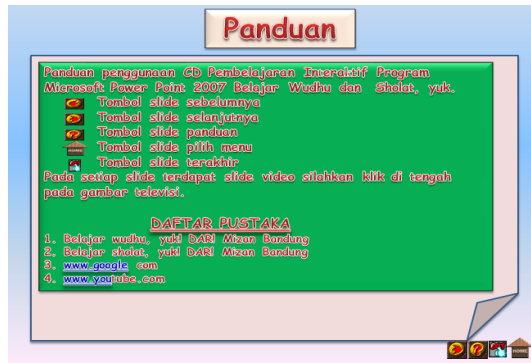 Panduan
Panduan penggunaan CD Pembelajaran Interaktif Program
Microsoft Power Point 2007 Belajar Wudhu dan Sholat, yuk.
Tombol slide sebelumnya
Tombol slide selanjutnya
Tombol slide panduan
Tombol slide pilih menu
Tombol slide terakhir
Pada setiap slide terdapat slide video silahkan klik di tengah
pada gambar televisi.
DAFTAR PUSTAKA
1. Belajar wudhu, yuk! DAR! Mizan Bandung
2. Belajar sholat, yuk! DAR! Mizan Bandung
3. www.google com
4. www.youtube.com